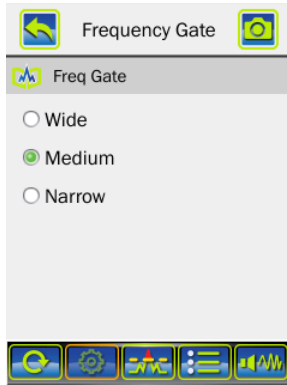 Frequency Gate
Freq Gate
Wide
Medium
Narrow